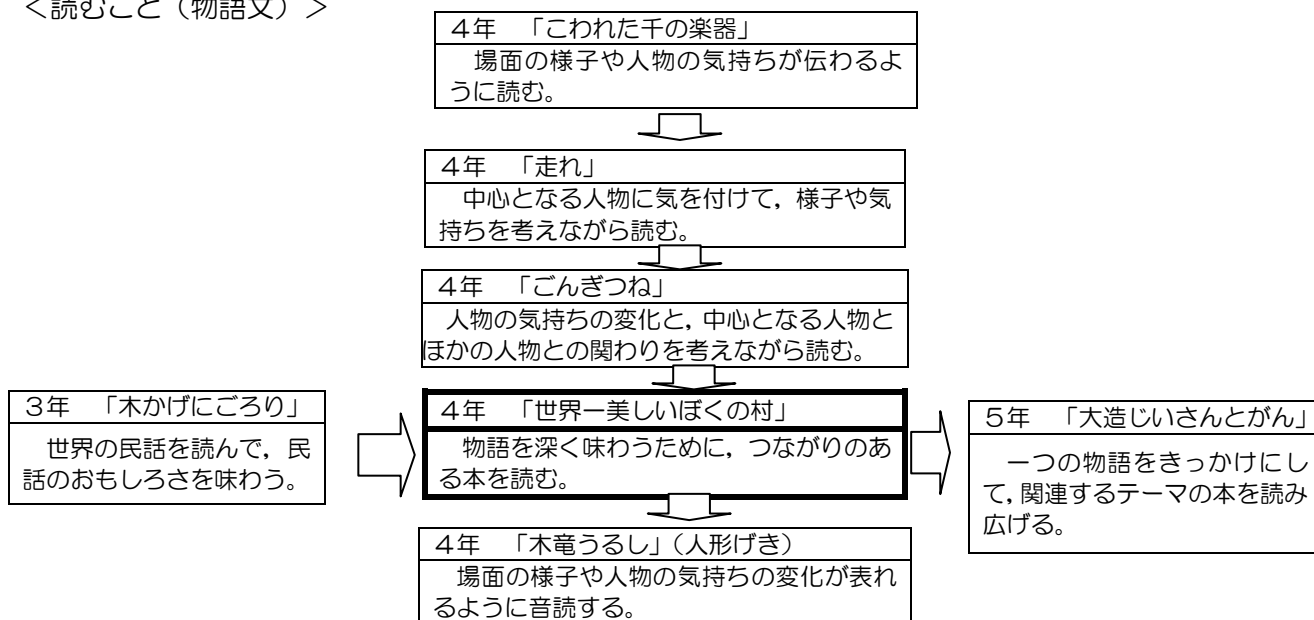 ＜読むこと（物語文）＞
４年　「こわれた千の楽器」
場面の様子や人物の気持ちが伝わるよ
うに読む。
４年　「走れ」
中心となる人物に気を付けて，様子や気
持ちを考えながら読む。
４年　「ごんぎつね」
人物の気持ちの変化と，中心となる人物と
ほかの人物との関わりを考えながら読む。
３年　「木かげにごろり」
世界の民話を読んで，民
話のおもしろさを味わう。
４年　「世界一美しいぼくの村」
物語を深く味わうために，つながりのあ
る本を読む。
５年　「大造じいさんとがん」
一つの物語をきっかけにし
て，関連するテーマの本を読み
広げる。
４年　「木竜うるし」（人形げき）
場面の様子や人物の気持ちの変化が表れ
るように音読する。